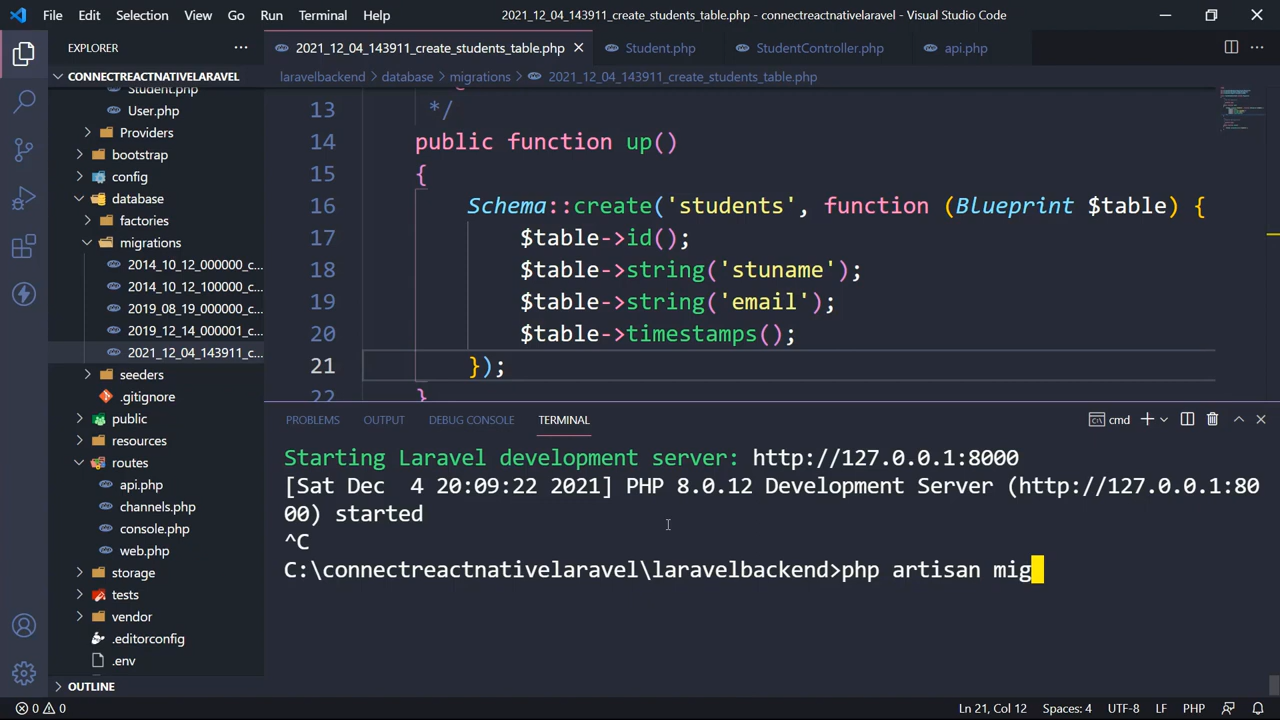 File Edit Selection View Go Run Terminal Help 2021_12_04_143911_create_students_table.php - connectreactnativelaravel - Visual Studio Code
EXPLORER
2021_12_04_143911_create_students_table.php Student.php StudentController.php api.php
CONNECTREACTNATIVELARAVEL
laravelbackend > database > migrations > 2021_12_04_143911_create_students_table.php
Student.php
User.php
Providers
bootstrap
config
database
factories
migrations
2014_10_12_000000_c...
2014_10_12_100000_c...
2019_08_19_000000_c...
2019_12_14_000001_c...
2021_12_04_143911_c...
seeders
.gitignore
public
resources
routes
api.php
channels.php
console.php
web.php
storage
tests
vendor
.editorconfig
.env
OUTLINE
13 */
14 public function up()
15 {
16 Schema::create('students', function (Blueprint $table) {
17 $table->id();
18 $table->string('stuname');
19 $table->string('email');
20 $table->timestamps();
21 });
22 }
PROBLEMS OUTPUT DEBUG CONSOLE TERMINAL cmd
Starting Laravel development server: http://127.0.0.1:8000
[Sat Dec  4 20:09:22 2021] PHP 8.0.12 Development Server (http://127.0.0.1:80
00) started
^C
C:\connectreactnativelaravel\laravelbackend>php artisan mig
0 0 Ln 21, Col 12 Spaces: 4 UTF-8 LF PHP